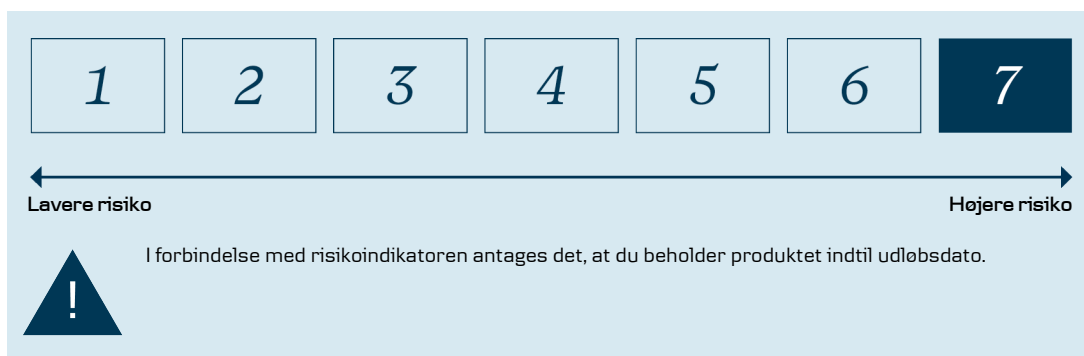 1 2 3 4 5 6 7
Lavere risiko Højere risiko
I forbindelse med risikoindikatoren antages det, at du beholder produktet indtil udløbsdato.
!